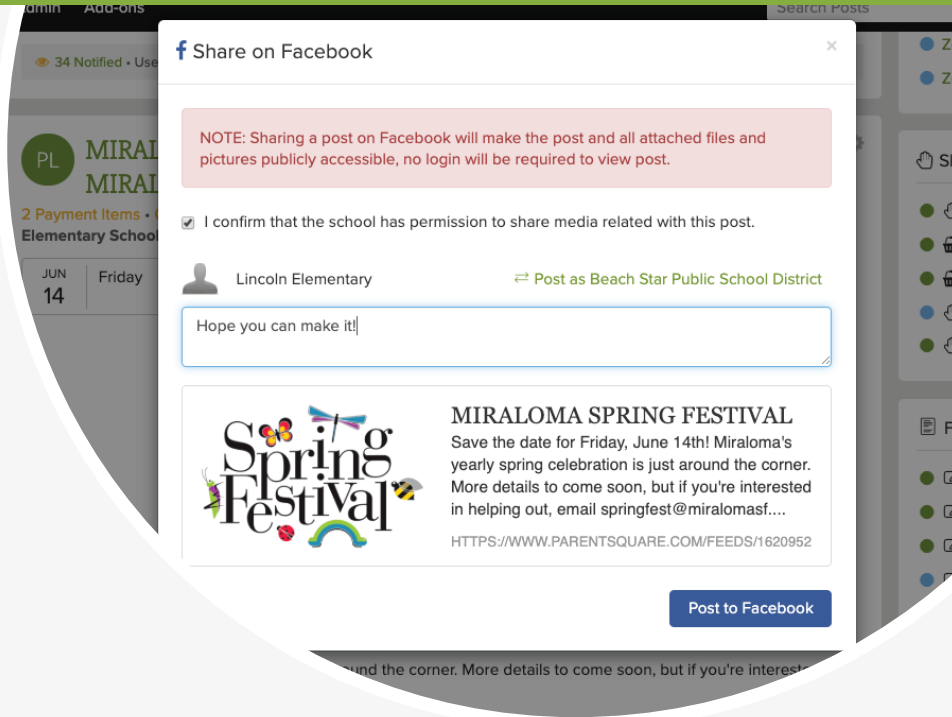 Admin Add-ons
Search Posts
Share on Facebook
×
34 Notified • Use
PL
MIRAL
MIRAL
2 Payment Items •
Elementary School
JUN
14
Friday
NOTE: Sharing a post on Facebook will make the post and all attached files and
pictures publicly accessible, no login will be required to view post.
I confirm that the school has permission to share media related with this post.
Lincoln Elementary
Post as Beach Star Public School District
Hope you can make it!
Spring
Festival
MIRALOMA SPRING FESTIVAL
Save the date for Friday, June 14th! Miraloma's
yearly spring celebration is just around the corner.
More details to come soon, but if you're interested
in helping out, email springfest@miralomasf....
HTTPS://WWW.PARENTSQUARE.COM/FEEDS/1620952
Post to Facebook
und the corner. More details to come soon, but if you're intereste